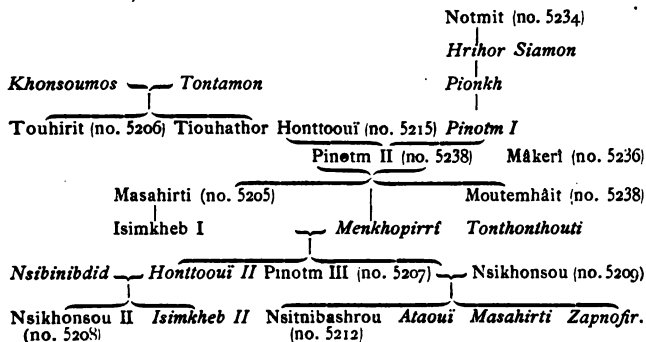 Notmit (no. 5234)
Hrihor Siamon
Khonsoumos Tontamon Pionkh
Touhirit (no. 5206) Tiouhathor Honttoouï (no. 5215) Pinotm I
Pinotm II (no. 5238) Mâkerî (no. 5236)
Masahirti (no. 5205) Moutemhâit (no. 5238)
Isimkheb I Menkhopirrî Tonthonthouti
Nsibinibdid Honttoouï II Pinotm III (no. 5207) Nsikhonsou (no. 5209)
Nsikhonsou II Isimkheb II Nsitnibashrou Ataouï Masahirti Zapnofir.
(no. 5208) (no. 5212)